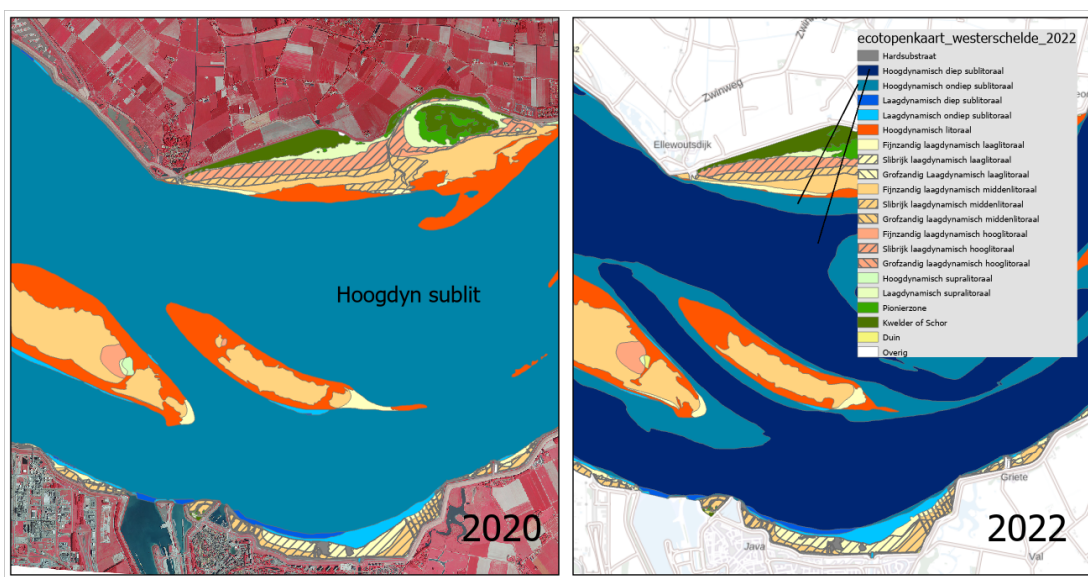 Hoogdyn sublit
2020
ecotopenkaart_westerschelde_2022
Hardsubstraat
Hoogdynamisch diep sublitoraal
Hoogdynamisch ondiep sublitoraal
Laagdynamisch diep sublitoraal
Laagdynamisch ondiep sublitoraal
Hoogdynamisch litoraal
Fijnzandig laagdynamisch laaglitoraal
Slibrijk laagdynamisch laaglitoraal
Grofzandig Laagdynamisch laaglitoraal
Fijnzandig laagdynamisch middenlitoraal
Slibrijk laagdynamisch middenlitoraal
Grofzandig laagdynamisch middenlitoraal
Fijnzandig laagdynamisch hooglitoraal
Slibrijk laagdynamisch hooglitoraal
Grofzandig laagdynamisch hooglitoraal
Hoogdynamisch supralitoraal
Laagdynamisch supralitoraal
Pionierzone
Kwelder of Schor
Duin
Overig
Zwinweg
Zwinweg
Ellewoutsdijk
Griete
Java
Val
2022